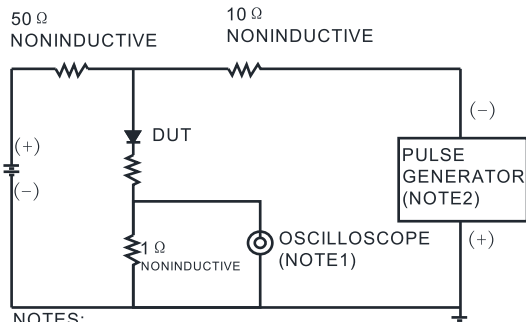 50 Ω
NONINDUCTIVE
10 Ω
NONINDUCTIVE
(+)
(-)
DUT
1 Ω
NONINDUCTIVE
OSCILLOSCOPE
(NOTE1)
(-)
PULSE
GENERATOR
(NOTE2)
(+)
NOTES: